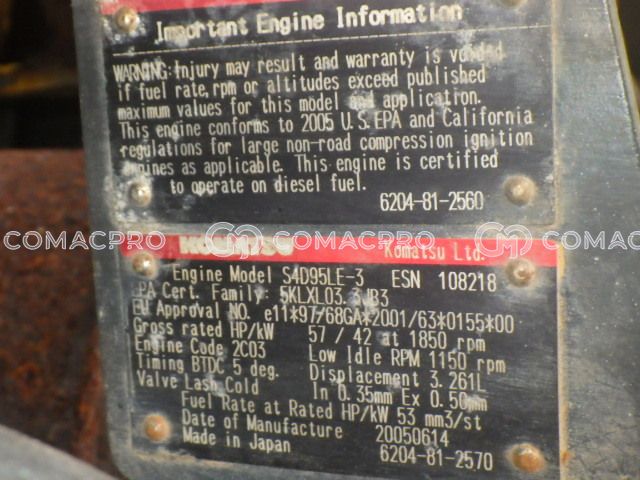 Important Engine Information
WARNING: Injury may result and warranty is voided
if fuel rate, rpm or altitudes exceed published
maximum values for this model and application.
This engine conforms to 2005 U.S.EPA and California
regulations for large non-road compression ignition
engines as applicable. This engine is certified
to operate on diesel fuel.
6204-81-2560
COMACPRO COMACPRO COMACPRO
KOMATSU Komatsu Ltd.
Engine Model S4D95LE-3 ESN 108218
EPA Cert. Family: 5KLXL03.3JB3
EU Approval NO. e11*97/68GA*2001/63*0155*00
Gross rated HP/kW 57 / 42 at 1850 rpm
Engine Code 2C03 Low Idle RPM 1150 rpm
Timing BTDC 5 deg. Displacement 3.261L
Valve Lash Cold In 0.35mm Ex 0.50mm
Fuel Rate at Rated HP/kW 53 mm3/st
Date of Manufacture 20050614
Made in Japan 6204-81-2570